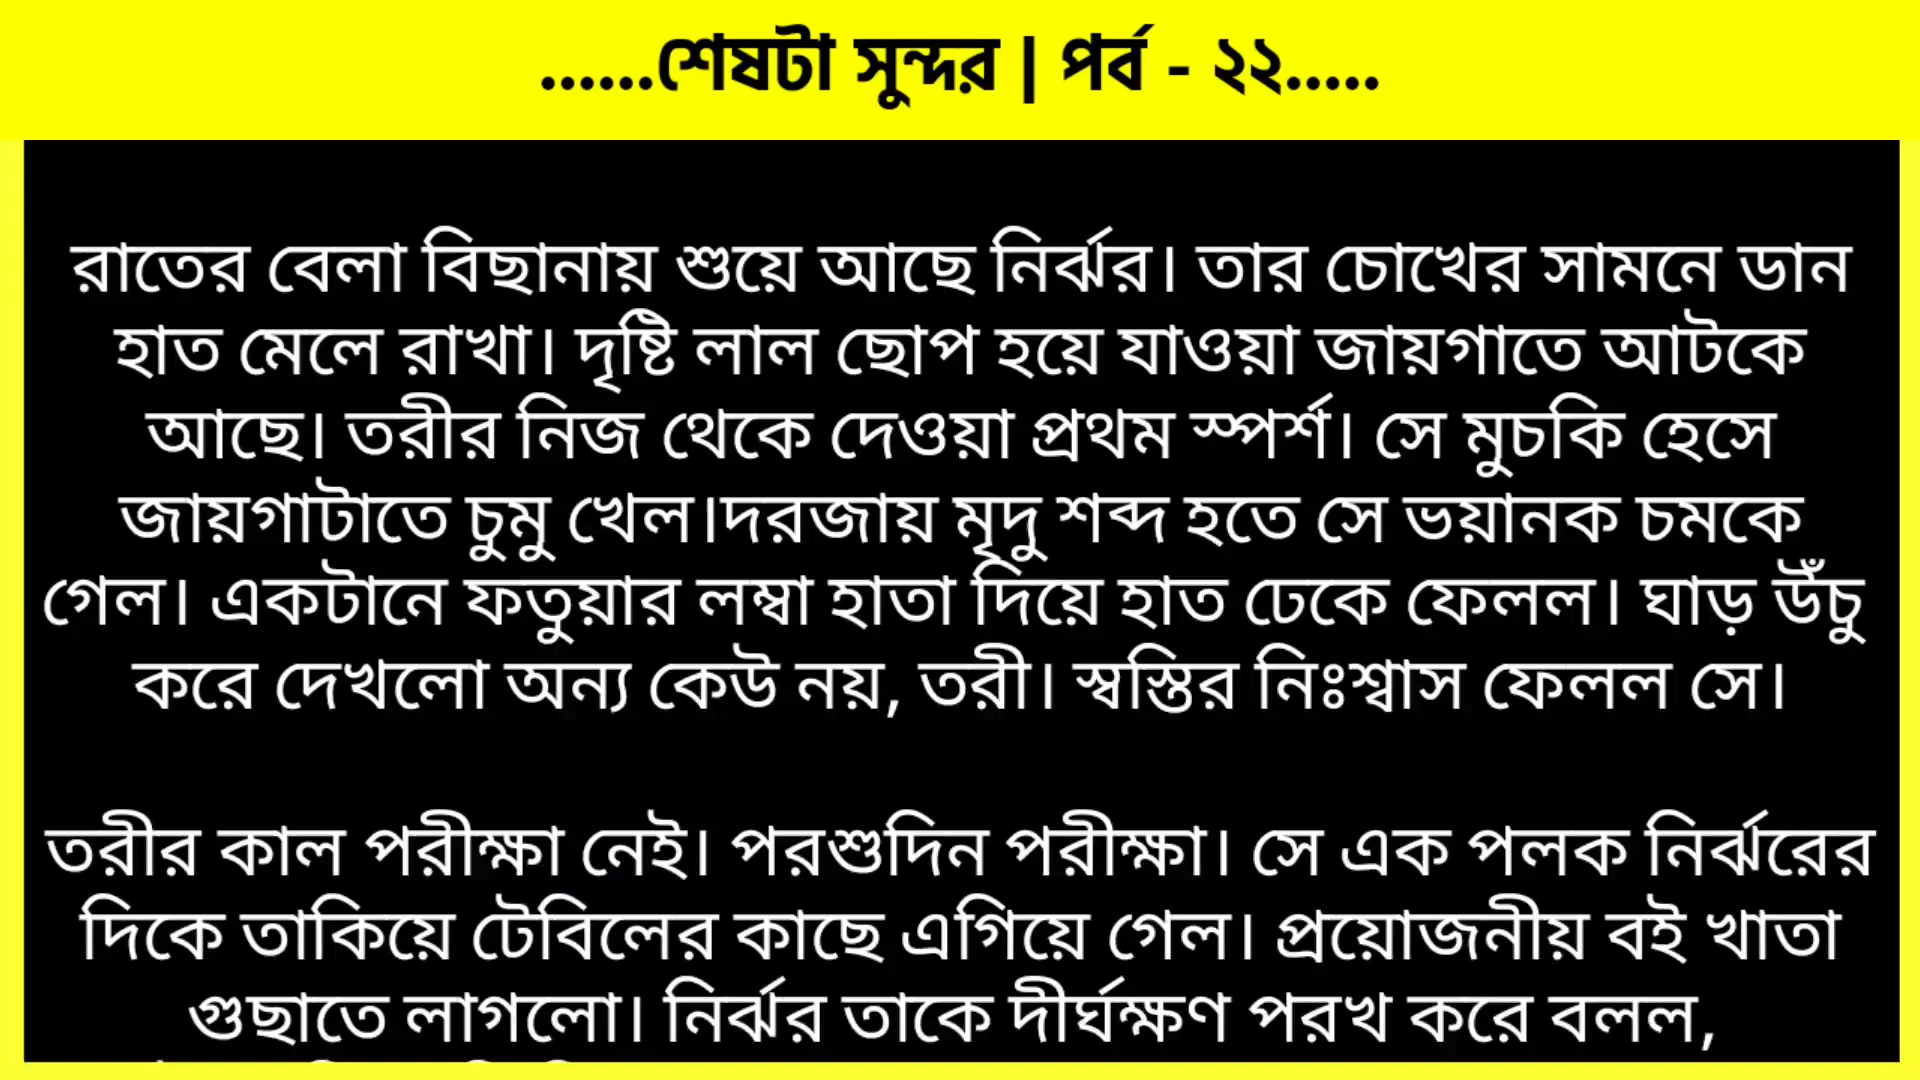 ......শেষটা সুন্দর | পর্ব - ২২.....
রাতের বেলা বিছানায় শুয়ে আছে নির্ঝর। তার চোখের সামনে ডান
হাত মেলে রাখা। দৃষ্টি লাল ছোপ হয়ে যাওয়া জায়গাতে আটকে
আছে। তরীর নিজ থেকে দেওয়া প্রথম স্পর্শ। সে মুচকি হেসে
জায়গাটাতে চুমু খেল।দরজায় মৃদু শব্দ হতে সে ভয়ানক চমকে
গেল। একটানে ফতুয়ার লম্বা হাতা দিয়ে হাত ঢেকে ফেলল। ঘাড় উঁচু
করে দেখলো অন্য কেউ নয়, তরী। স্বস্তির নিঃশ্বাস ফেলল সে।
তরীর কাল পরীক্ষা নেই। পরশুদিন পরীক্ষা। সে এক পলক নির্ঝরের
দিকে তাকিয়ে টেবিলের কাছে এগিয়ে গেল। প্রয়োজনীয় বই খাতা
গুছাতে লাগলো। নির্ঝর তাকে দীর্ঘক্ষণ পরখ করে বলল,